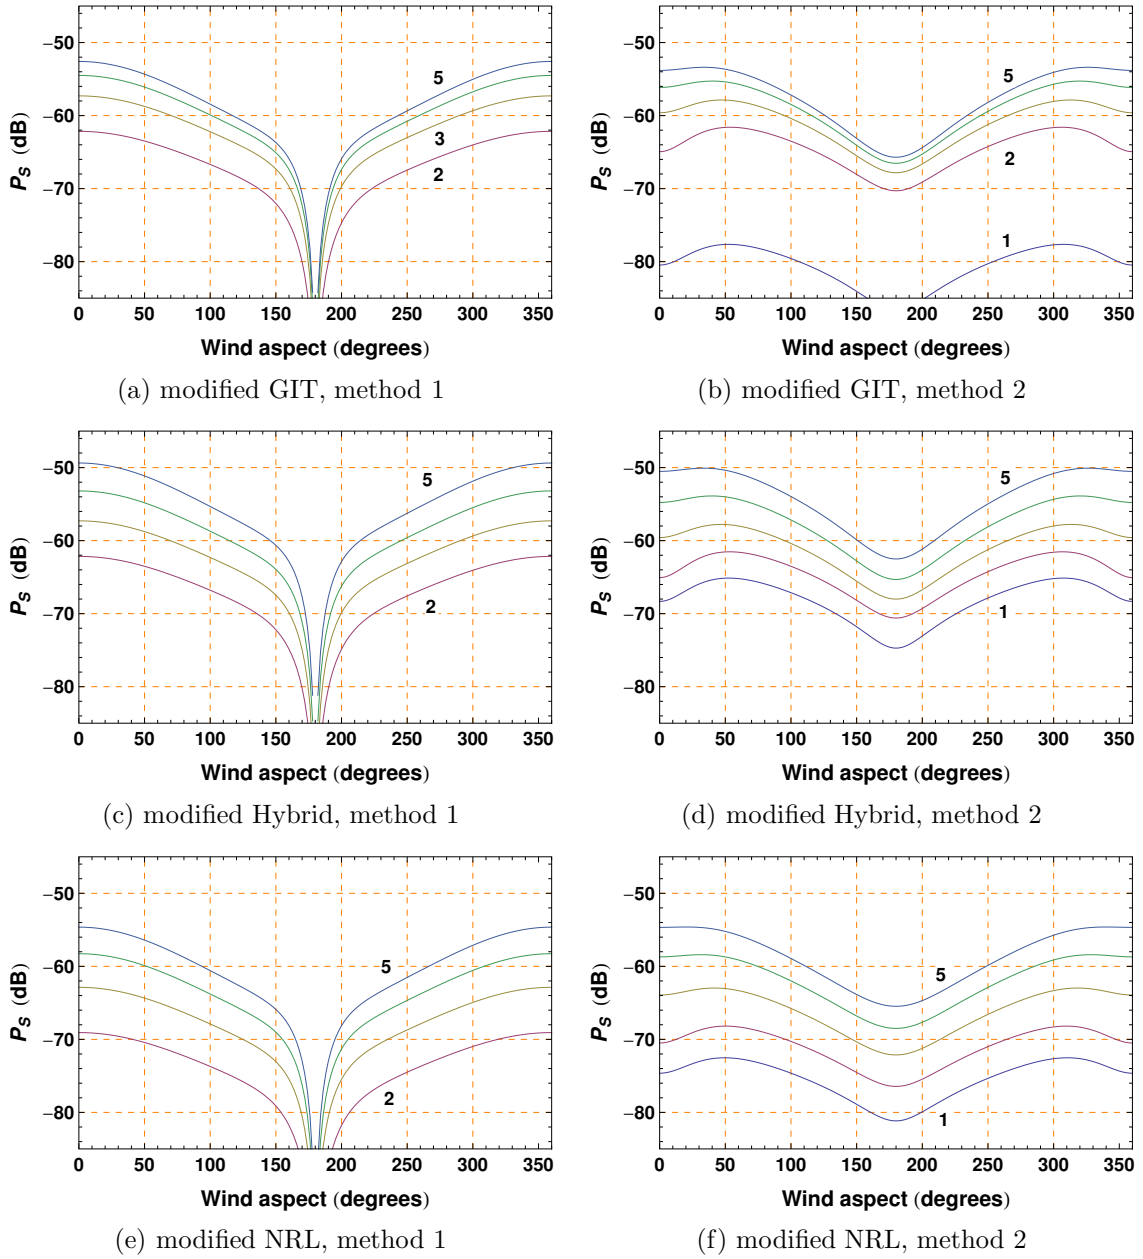 −50
−60
−70
−80
P_S (dB)
5
3
2
0 50 100 150 200 250 300 350
Wind aspect (degrees)
(a) modified GIT, method 1
−50
−60
−70
−80
P_S (dB)
5
2
1
0 50 100 150 200 250 300 350
Wind aspect (degrees)
(b) modified GIT, method 2
−50
−60
−70
−80
P_S (dB)
5
2
0 50 100 150 200 250 300 350
Wind aspect (degrees)
(c) modified Hybrid, method 1
−50
−60
−70
−80
P_S (dB)
5
1
0 50 100 150 200 250 300 350
Wind aspect (degrees)
(d) modified Hybrid, method 2
−50
−60
−70
−80
P_S (dB)
5
2
0 50 100 150 200 250 300 350
Wind aspect (degrees)
(e) modified NRL, method 1
−50
−60
−70
−80
P_S (dB)
5
1
0 50 100 150 200 250 300 350
Wind aspect (degrees)
(f) modified NRL, method 2